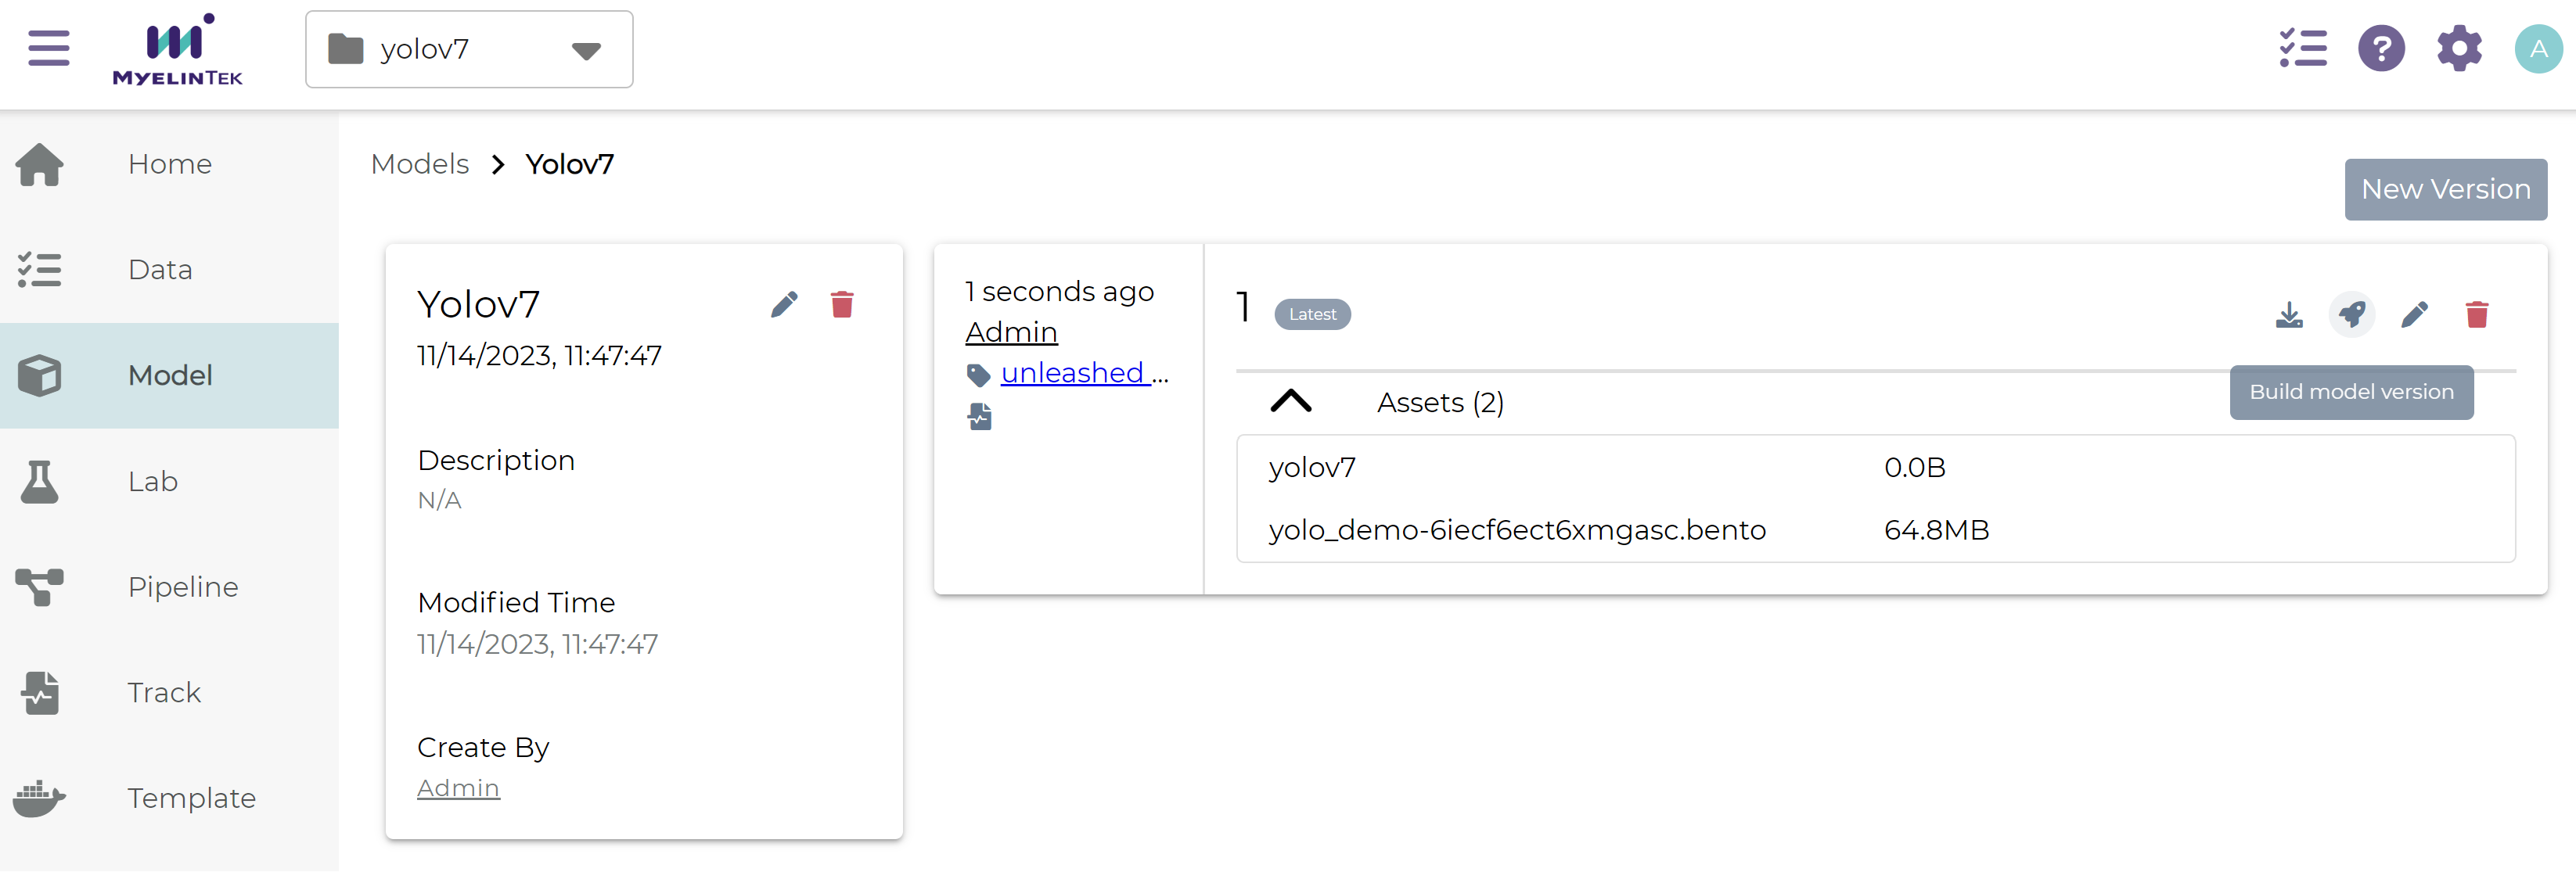 MYELINTEK
yolov7
?
A
Home
Data
Model
Lab
Pipeline
Track
Template
Models > Yolov7
New Version
Yolov7
11/14/2023, 11:47:47
Description
N/A
Modified Time
11/14/2023, 11:47:47
Create By
Admin
1 seconds ago
Admin
unleashed ...
1 Latest
Build model version
Assets (2)
yolov7 0.0B
yolo_demo-6iecf6ect6xmgasc.bento 64.8MB